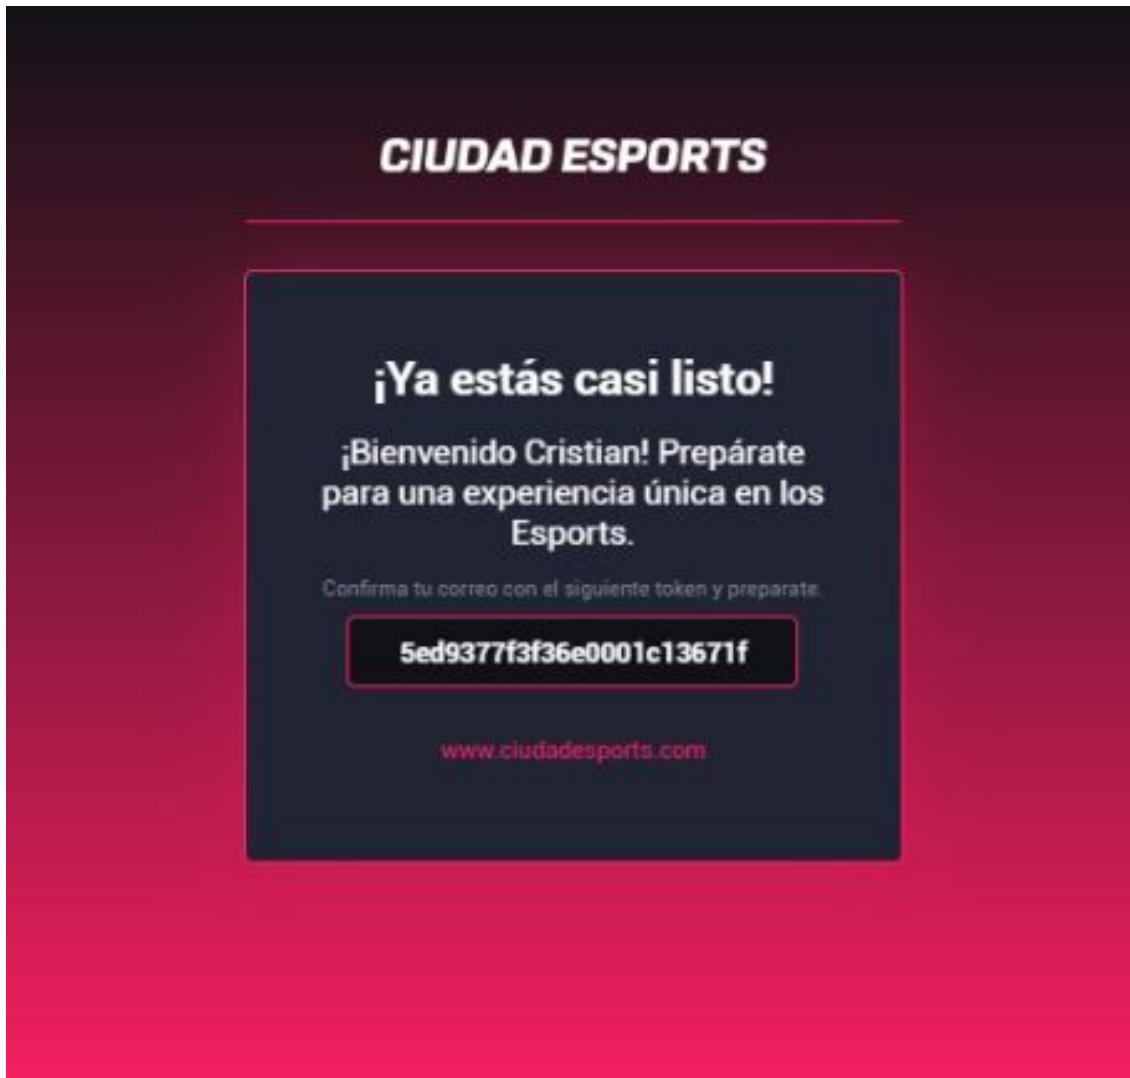 CIUDAD ESPORTS
¡Ya estás casi listo!
¡Bienvenido Cristian! Prepárate
para una experiencia única en los
Esports.
Confirma tu correo con el siguiente token y preparate.
5ed9377f3f36e0001c13671f
www.ciudadesports.com